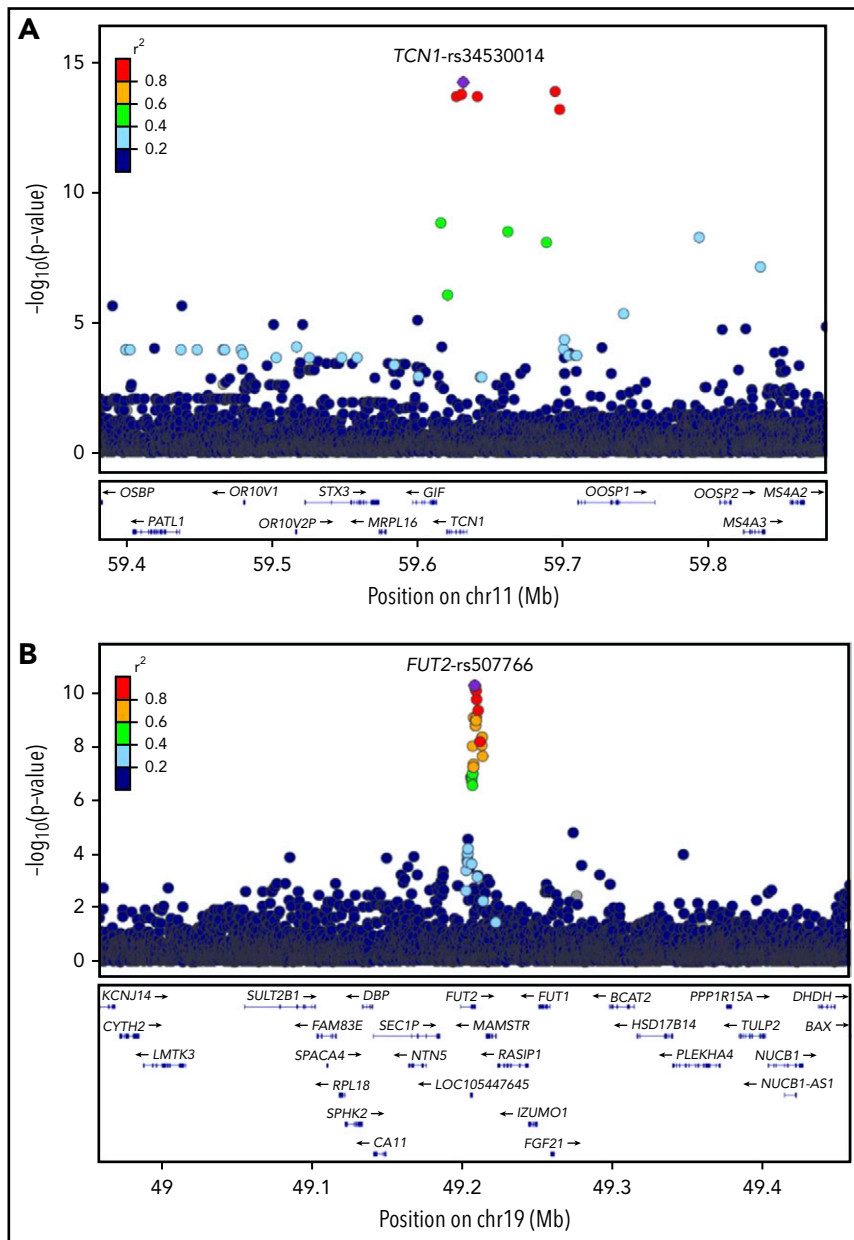 A
r2
TCN1-rs34530014
0.8
0.6
0.4
0.2
15
10
5
0
-log10(p-value)
← OSBP ← OR10V1 STX3 → ← GIF OOSP1 → OOSP2 → MS4A2 →
← PATL1 OR10V2P → ← MRPL16 ← TCN1 MS4A3 →
59.4 59.5 59.6 59.7 59.8
Position on chr11 (Mb)
B
r2
FUT2-rs507766
0.8
0.6
0.4
0.2
10
8
6
4
2
0
-log10(p-value)
KCNJ14 → SULT2B1 → ← DBP FUT2 → ← FUT1 ← BCAT2 PPP1R15A → DHDH →
CYTH2 → ← FAM83E SEC1P → ← MAMSTR ← HSD17B14 ← TULP2 BAX →
← LMTK3 SPACA4 → ← NTN5 ← RASIP1 ← PLEKHA4 NUCB1 →
← RPL18 ← LOC105447645 ← NUCB1-AS1
SPHK2 → ← IZUMO1
← CA11 FGF21 →
49 49.1 49.2 49.3 49.4
Position on chr19 (Mb)